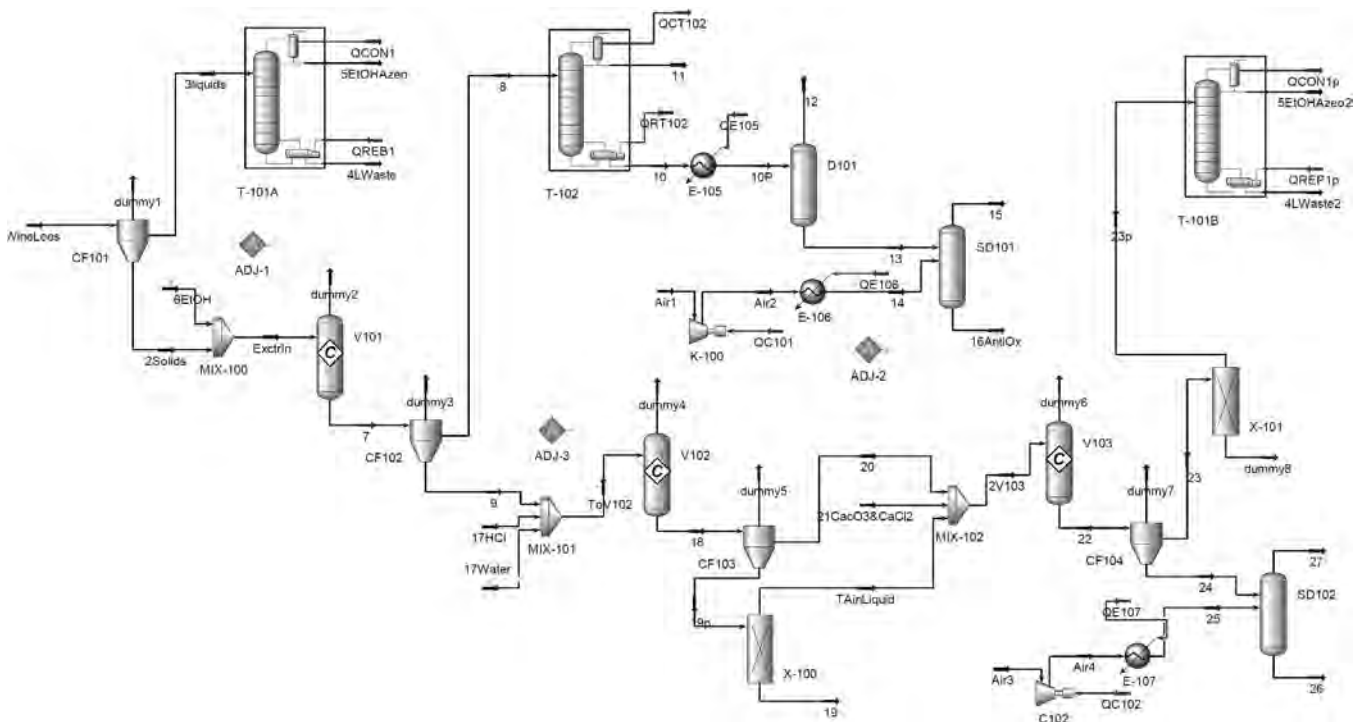 QCON1
5EtOHAzeo
3liquids
QREB1
4LWaste
T-101A
dummy1
WineLees
CF101
ADJ-1
6EtOH
dummy2
V101
ExctrIn
2Solids
MIX-100
7
dummy3
CF102
8
QCT102
11
QRT102
QE105
10
10P
E-105
T-102
12
D101
13
15
SD101
QE106
14
Air1
Air2
E-106
K-100
QC101
16AntiOx
ADJ-2
QCON1p
5EtOHAzeo2
QREP1p
4LWaste2
T-101B
23p
X-101
dummy8
ADJ-3
9
17HCl
17Water
MIX-101
ToV102
dummy4
V102
18
dummy5
CF103
20
21CacO3&CaCl2
MIX-102
2V103
TAinLiquid
19p
X-100
19
dummy6
V103
22
dummy7
CF104
23
24
27
SD102
25
26
QE107
Air3
Air4
E-107
C102
QC102